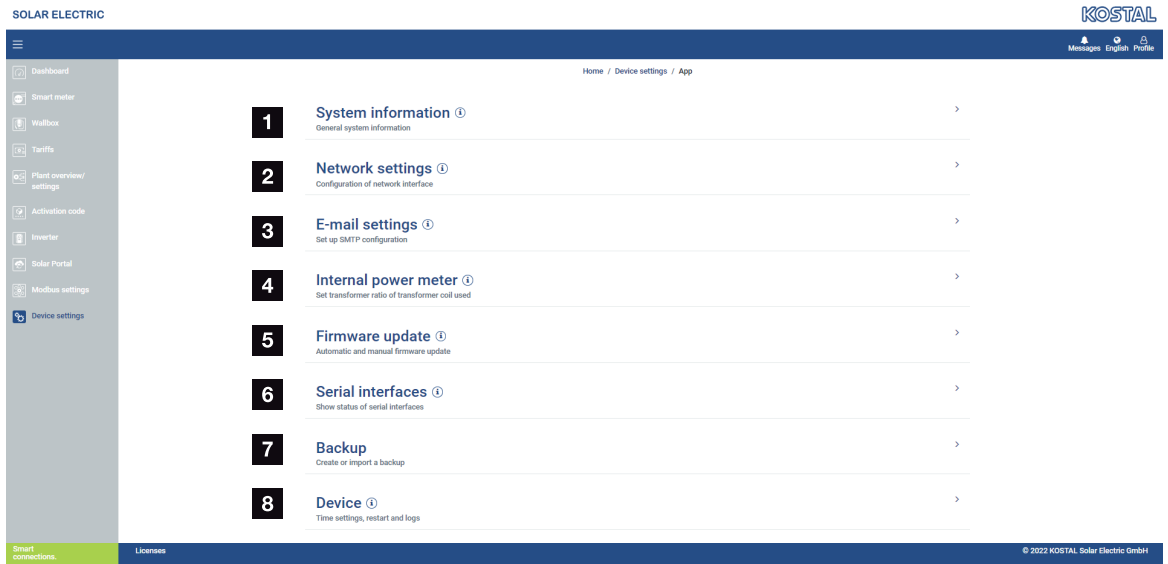 SOLAR ELECTRIC
KOSTAL
Messages English Profile
Dashboard
Smart meter
Wallbox
Tariffs
Plant overview/
settings
Activation code
Inverter
Solar Portal
Modbus settings
Device settings
Home / Device settings / App
1
System information
General system information
2
Network settings
Configuration of network interface
3
E-mail settings
Set up SMTP configuration
4
Internal power meter
Set transformer ratio of transformer coil used
5
Firmware update
Automatic and manual firmware update
6
Serial interfaces
Show status of serial interfaces
7
Backup
Create or import a backup
8
Device
Time settings, restart and logs
Smart
connections.
Licenses
© 2022 KOSTAL Solar Electric GmbH